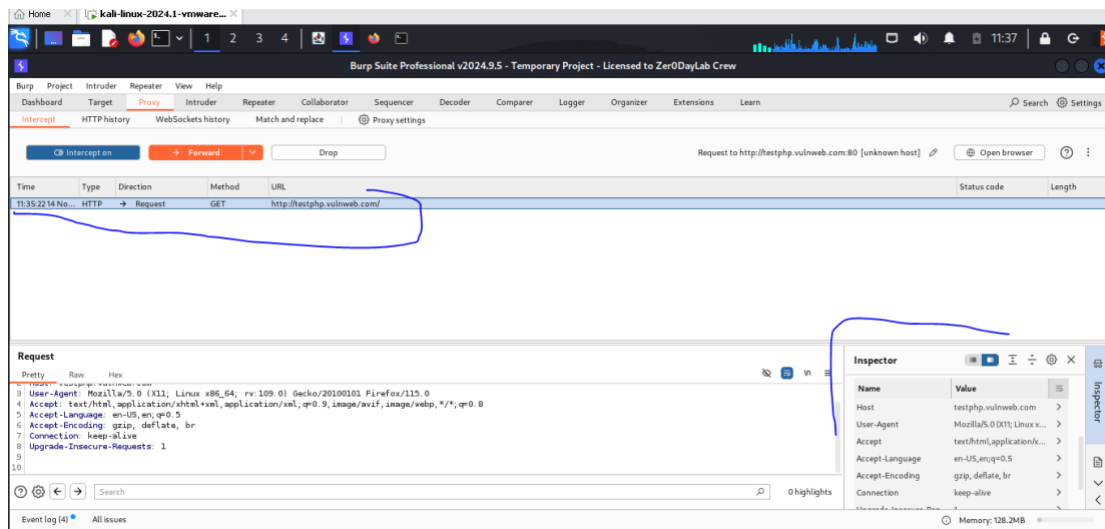 Home kali-linux-2024.1-vmware...
1 2 3 4 11:37
Burp Suite Professional v2024.9.5 - Temporary Project - Licensed to Zer0DayLab Crew
Burp Project Intruder Repeater View Help
Dashboard Target Proxy Intruder Repeater Collaborator Sequencer Decoder Comparer Logger Organizer Extensions Learn Search Settings
Intercept HTTP history WebSockets history Match and replace Proxy settings
Intercept on Forward Drop Request to http://testphp.vulnweb.com:80 [unknown host] Open browser
Time Type Direction Method URL Status code Length
11:35:22 14 No... HTTP → Request GET http://testphp.vulnweb.com/
Request
Pretty Raw Hex
3 User-Agent: Mozilla/5.0 (X11; Linux x86_64; rv:109.0) Gecko/20100101 Firefox/115.0
4 Accept: text/html,application/xhtml+xml,application/xml;q=0.9,image/avif,image/webp,*/*;q=0.8
5 Accept-Language: en-US,en;q=0.5
6 Accept-Encoding: gzip, deflate, br
7 Connection: keep-alive
8 Upgrade-Insecure-Requests: 1
9
10
Search 0 highlights
Inspector
Name Value
Host testphp.vulnweb.com
User-Agent Mozilla/5.0 (X11; Linux x...
Accept text/html,application/x...
Accept-Language en-US,en;q=0.5
Accept-Encoding gzip, deflate, br
Connection keep-alive
Inspector
Event log (4) All issues Memory: 128.2MB